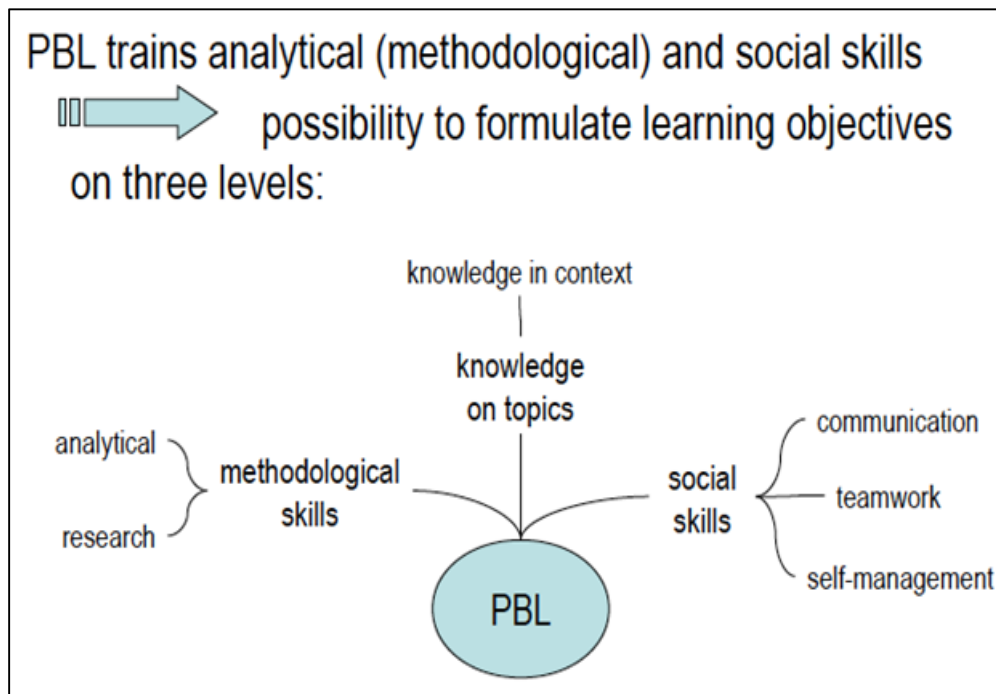 PBL trains analytical (methodological) and social skills
possibility to formulate learning objectives
on three levels:
knowledge in context
knowledge
on topics
analytical
methodological
skills
research
communication
social
skills
teamwork
self-management
PBL